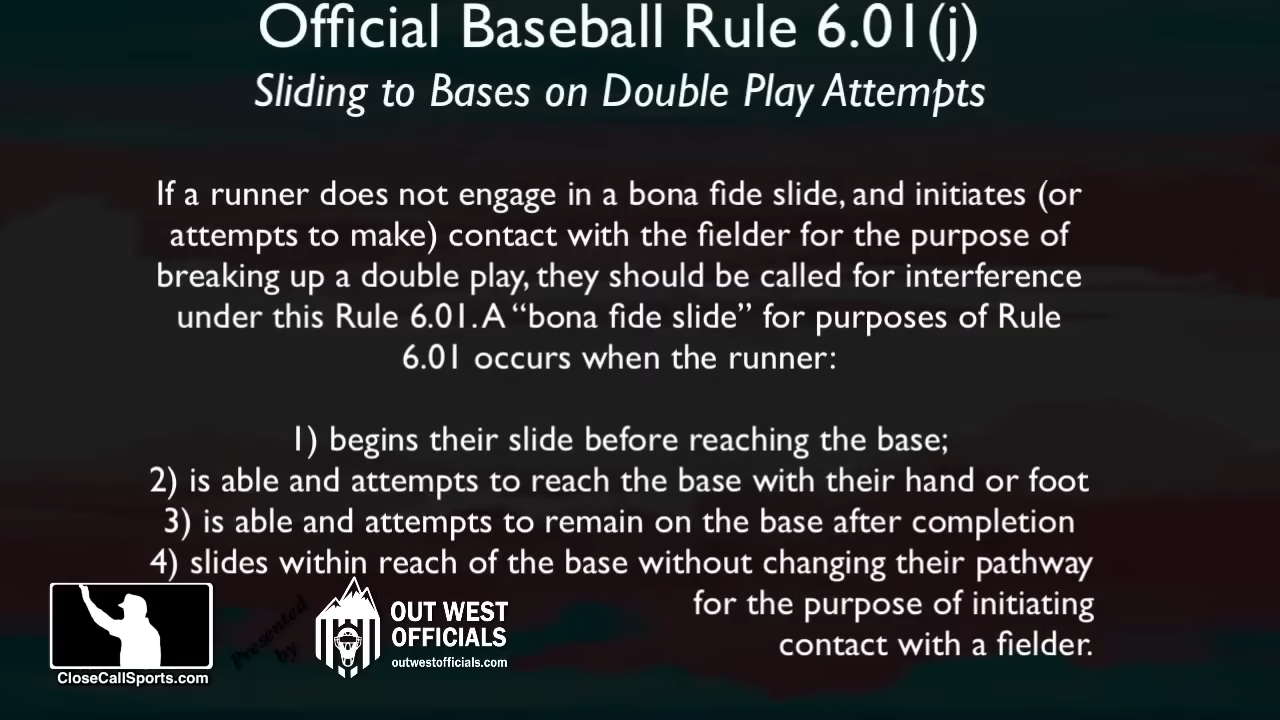 Official Baseball Rule 6.01(j)
Sliding to Bases on Double Play Attempts
If a runner does not engage in a bona fide slide, and initiates (or
attempts to make) contact with the fielder for the purpose of
breaking up a double play, they should be called for interference
under this Rule 6.01. A “bona fide slide” for purposes of Rule
6.01 occurs when the runner:
1) begins their slide before reaching the base;
2) is able and attempts to reach the base with their hand or foot
3) is able and attempts to remain on the base after completion
4) slides within reach of the base without changing their pathway
for the purpose of initiating
contact with a fielder.
CloseCallSports.com
Presented
by
OUT WEST
OFFICIALS
outwestofficials.com